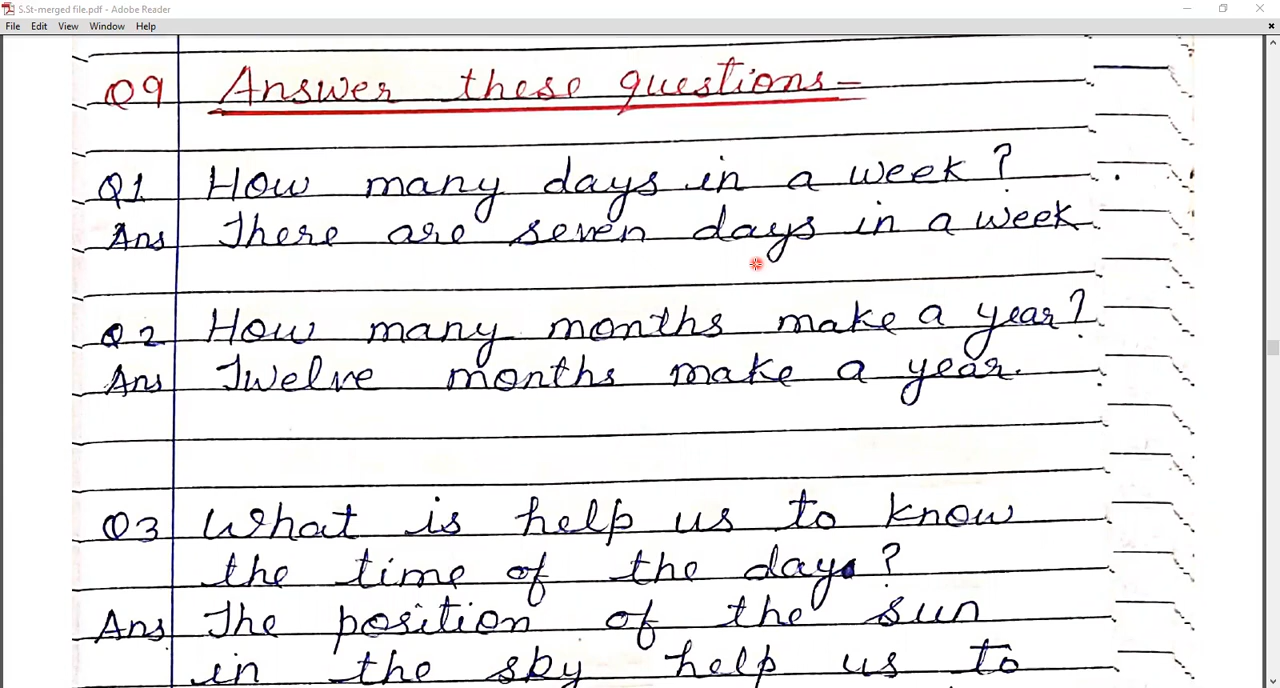 S.St-merged file.pdf - Adobe Reader
File Edit View Window Help
Q9 Answer these questions-
Q1 How many days in a week?
Ans There are seven days in a week
Q2 How many months make a year?
Ans Twelve months make a year.
Q3 What is help us to know
the time of the day?
Ans The position of the sun
in the sky help us to